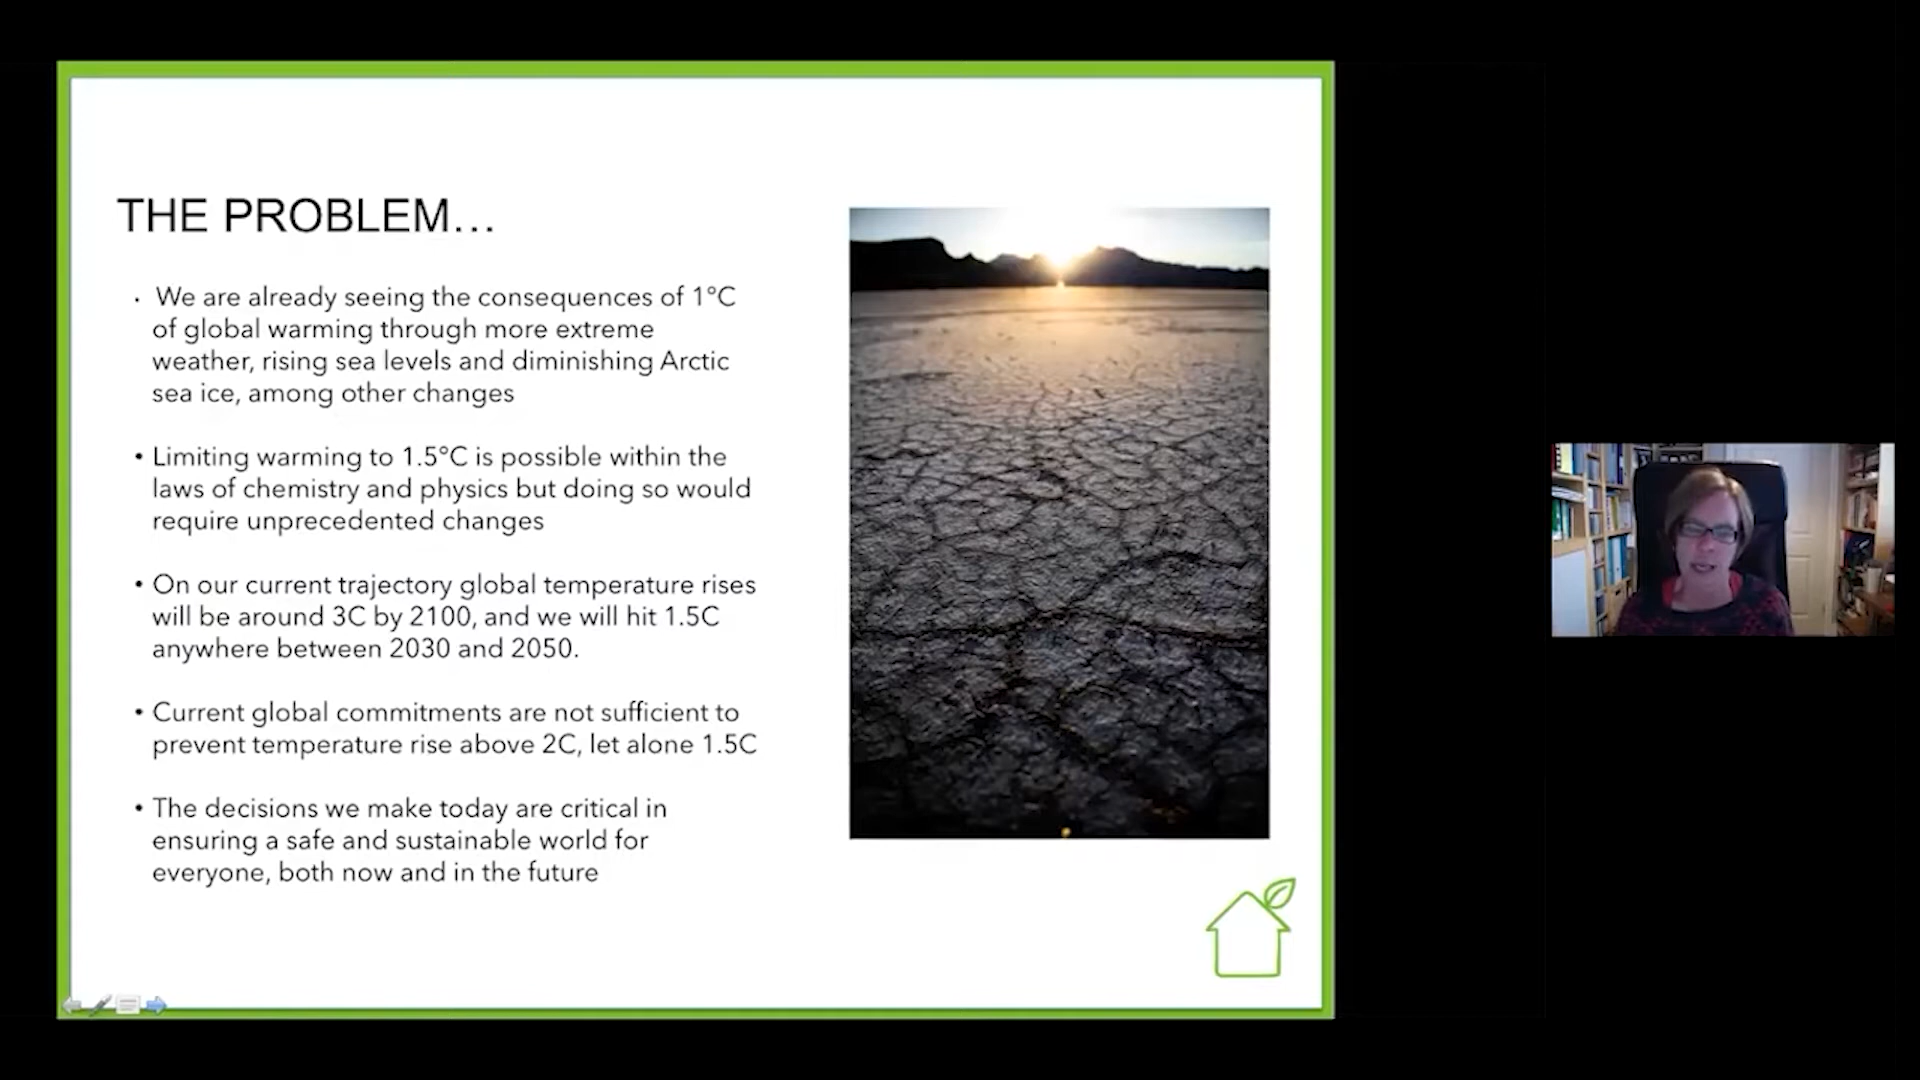 THE PROBLEM…
· We are already seeing the consequences of 1°C
of global warming through more extreme
weather, rising sea levels and diminishing Arctic
sea ice, among other changes
• Limiting warming to 1.5°C is possible within the
laws of chemistry and physics but doing so would
require unprecedented changes
• On our current trajectory global temperature rises
will be around 3C by 2100, and we will hit 1.5C
anywhere between 2030 and 2050.
• Current global commitments are not sufficient to
prevent temperature rise above 2C, let alone 1.5C
• The decisions we make today are critical in
ensuring a safe and sustainable world for
everyone, both now and in the future